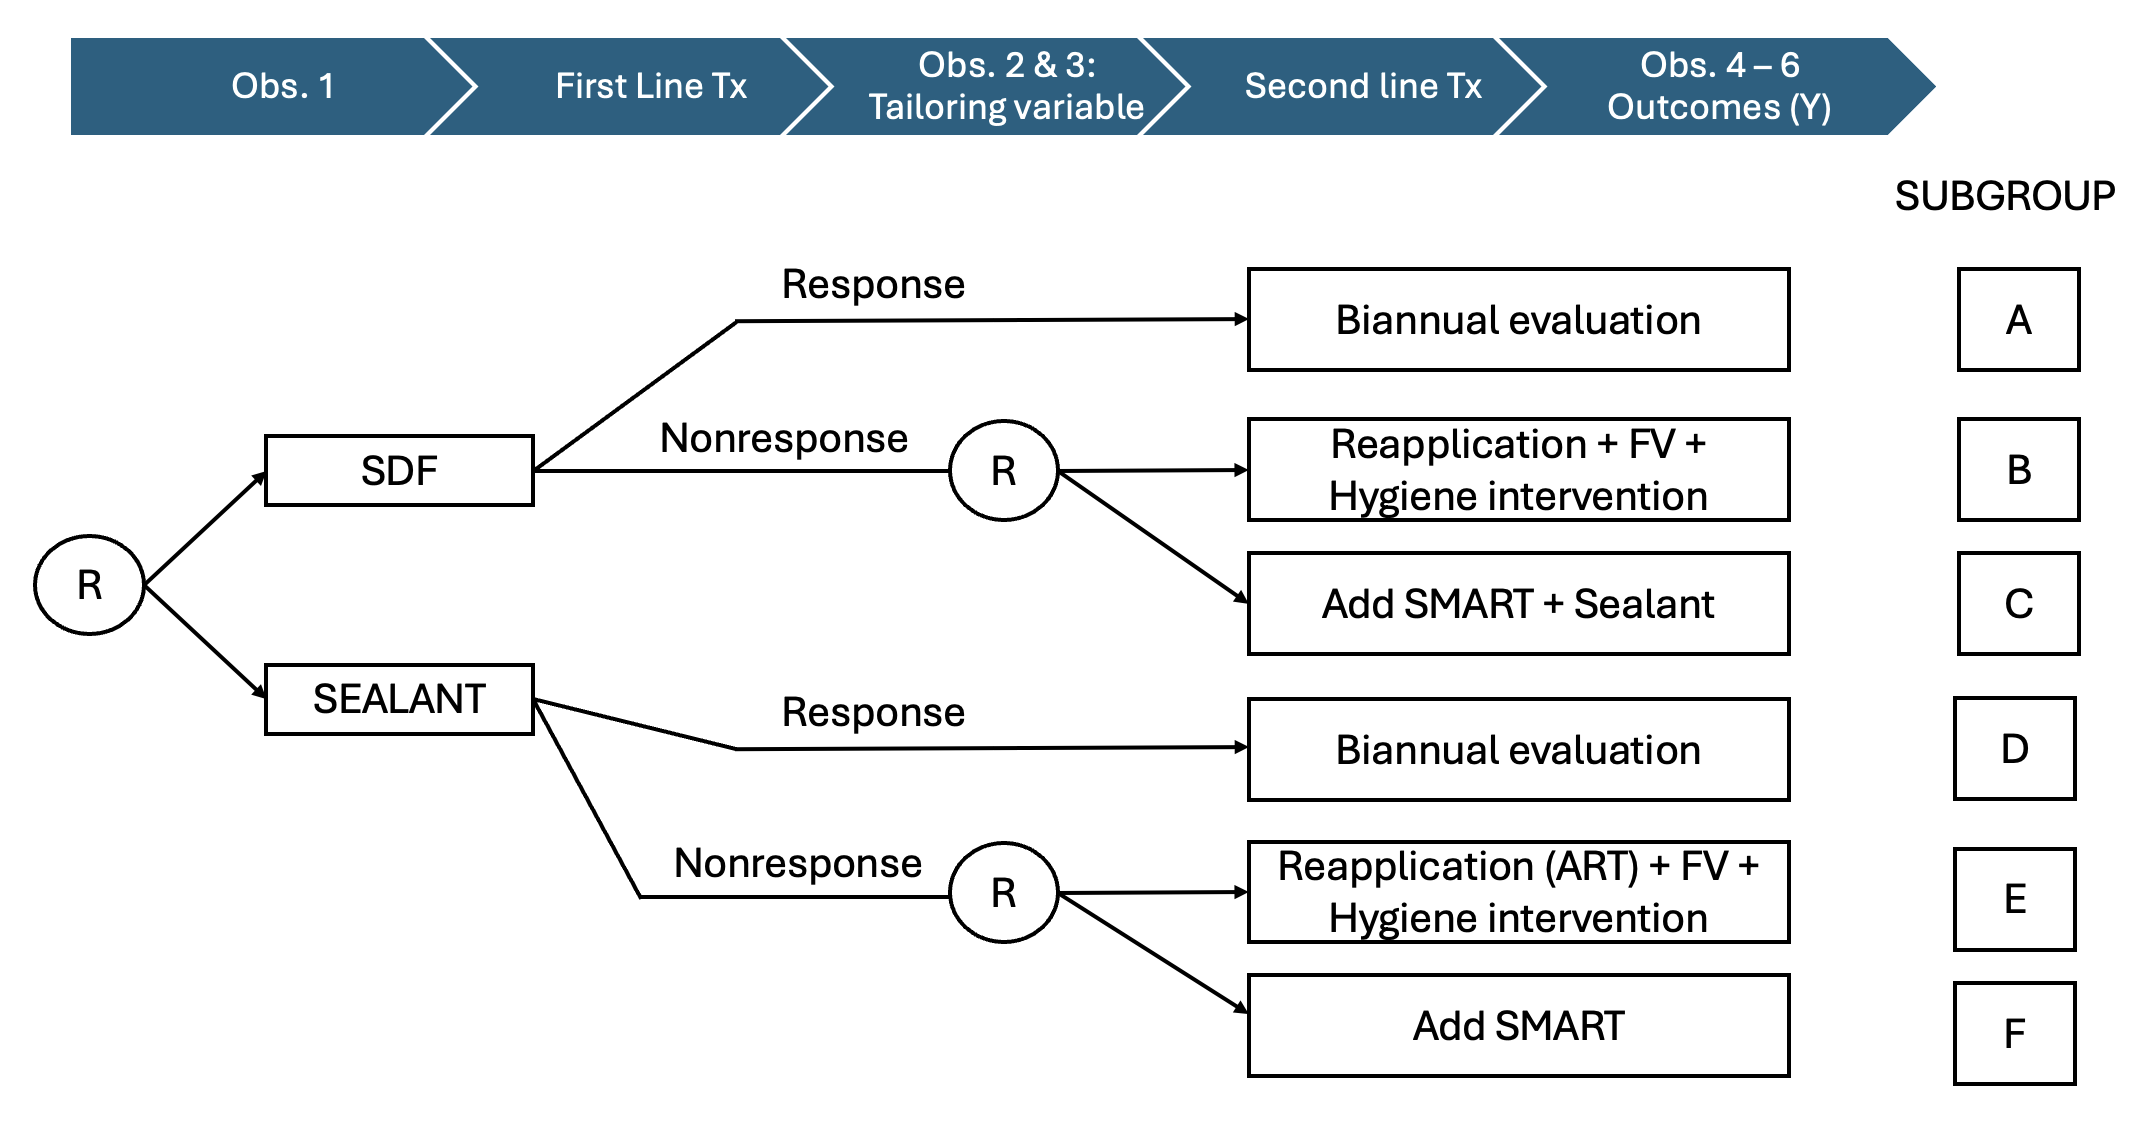 Obs. 1
First Line Tx
Obs. 2 & 3:
Tailoring variable
Second line Tx
Obs. 4 – 6
Outcomes (Y)
SUBGROUP
Response
Biannual evaluation
A
Nonresponse
SDF
R
Reapplication + FV +
Hygiene intervention
B
R
Add SMART + Sealant
C
SEALANT
Response
Biannual evaluation
D
Nonresponse
R
Reapplication (ART) + FV +
Hygiene intervention
E
Add SMART
F